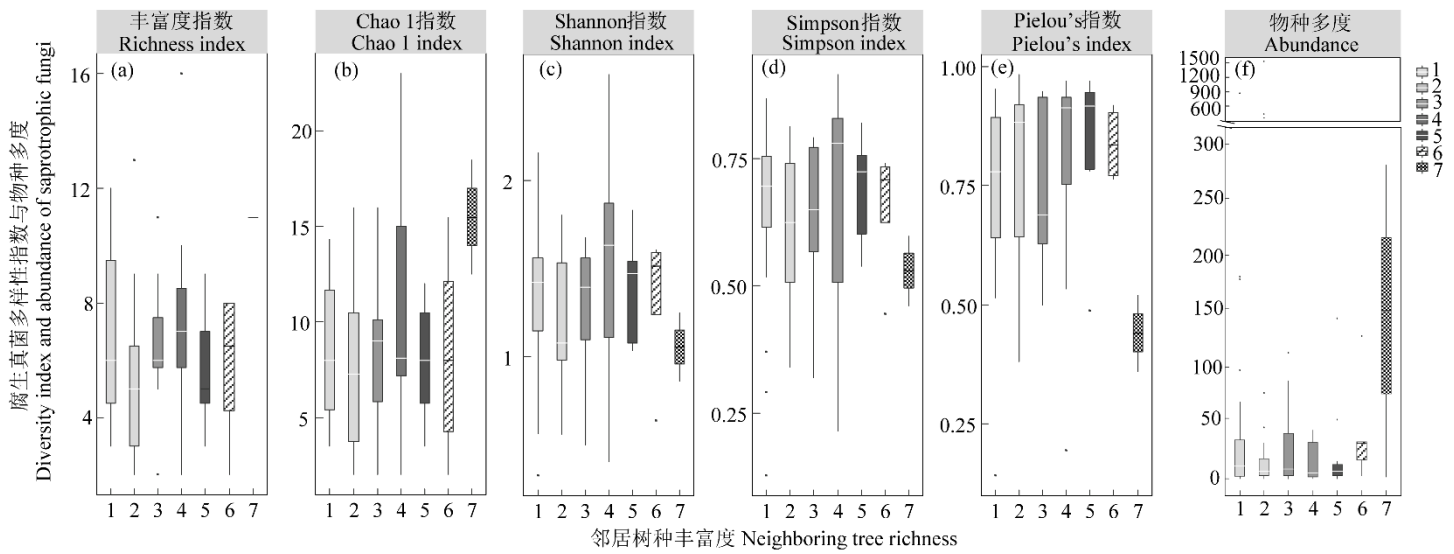 丰富度指数
Richness index
(a)
16
12
8
4
1 2 3 4 5 6 7
Chao 1指数
Chao 1 index
(b)
20
15
10
5
1 2 3 4 5 6 7
Shannon指数
Shannon index
(c)
2
1
1 2 3 4 5 6 7
Simpson指数
Simpson index
(d)
0.75
0.50
0.25
1 2 3 4 5 6 7
Pielou's指数
Pielou's index
(e)
1.00
0.75
0.50
0.25
1 2 3 4 5 6 7
物种多度
Abundance
(f)
1500
1200
900
600
300
250
200
150
100
50
0
1 2 3 4 5 6 7
1
2
3
4
5
6
7
腐生真菌多样性指数与物种多度
Diversity index and abundance of saprotrophic fungi
邻居树种丰富度 Neighboring tree richness